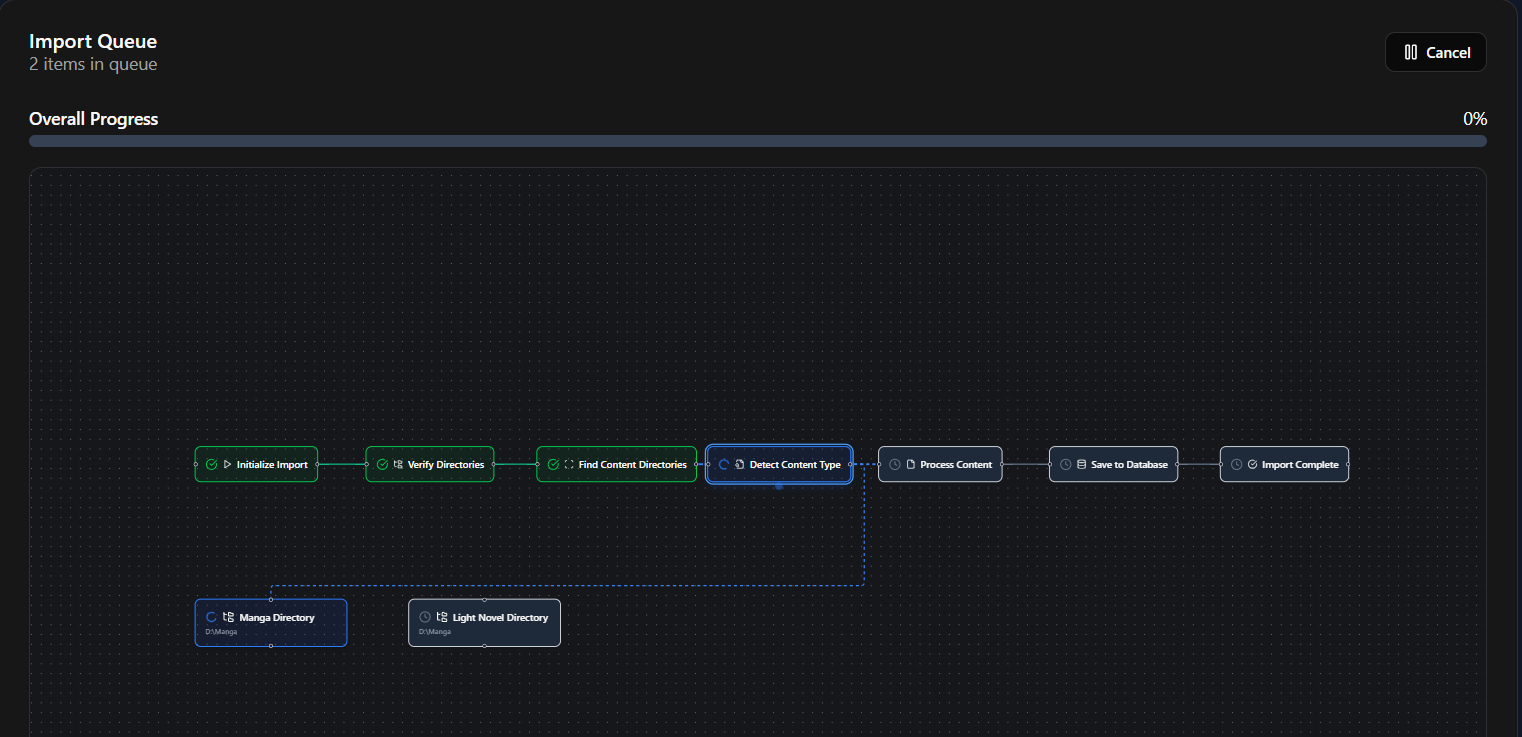 Import Queue
2 items in queue
Cancel
Overall Progress
0%
Initialize Import
Verify Directories
Find Content Directories
Detect Content Type
Process Content
Save to Database
Import Complete
Manga Directory
D:\Manga
Light Novel Directory
D:\Manga